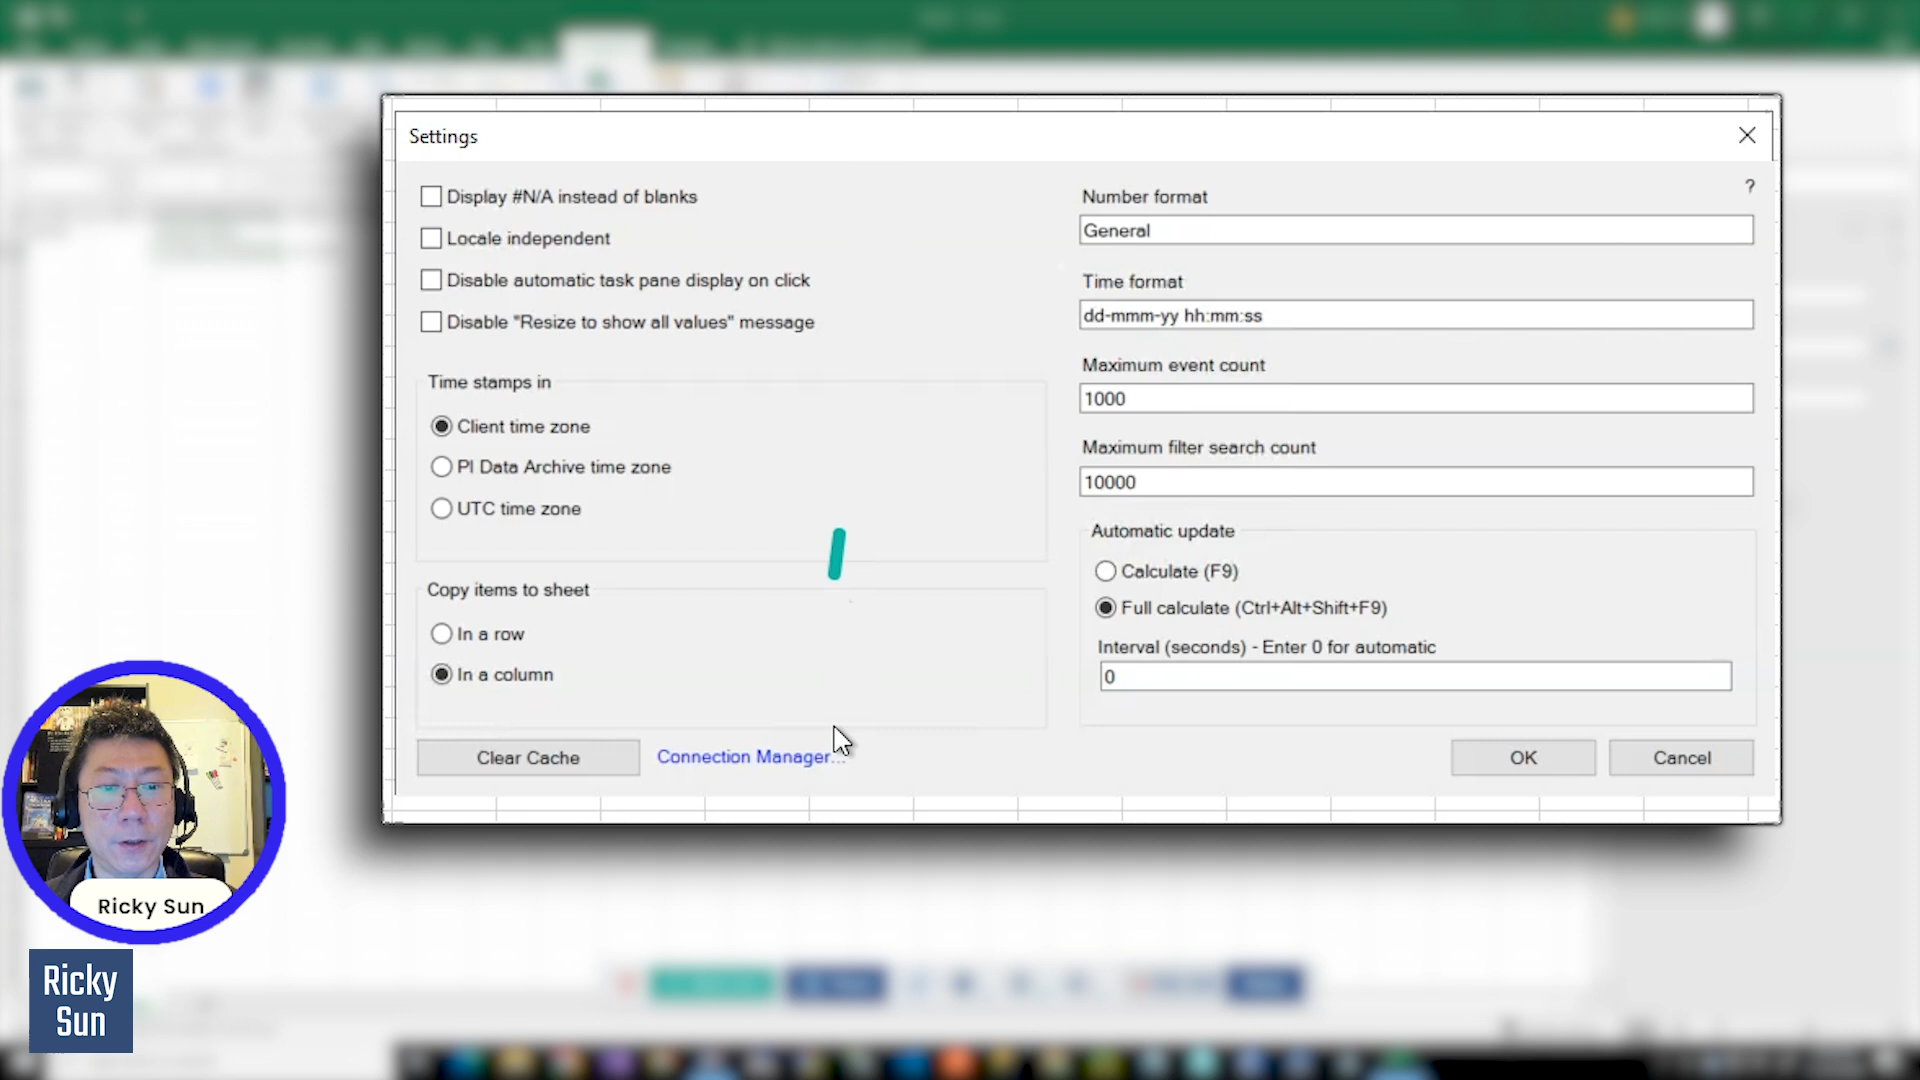 Settings
?
Display #N/A instead of blanks
Locale independent
Disable automatic task pane display on click
Disable "Resize to show all values" message
Time stamps in
Client time zone
PI Data Archive time zone
UTC time zone
Copy items to sheet
In a row
In a column
Clear Cache
Connection Manager...
Number format
General
Time format
dd-mmm-yy hh:mm:ss
Maximum event count
1000
Maximum filter search count
10000
Automatic update
Calculate (F9)
Full calculate (Ctrl+Alt+Shift+F9)
Interval (seconds) - Enter 0 for automatic
0
OK
Cancel
Ricky Sun
Ricky
Sun